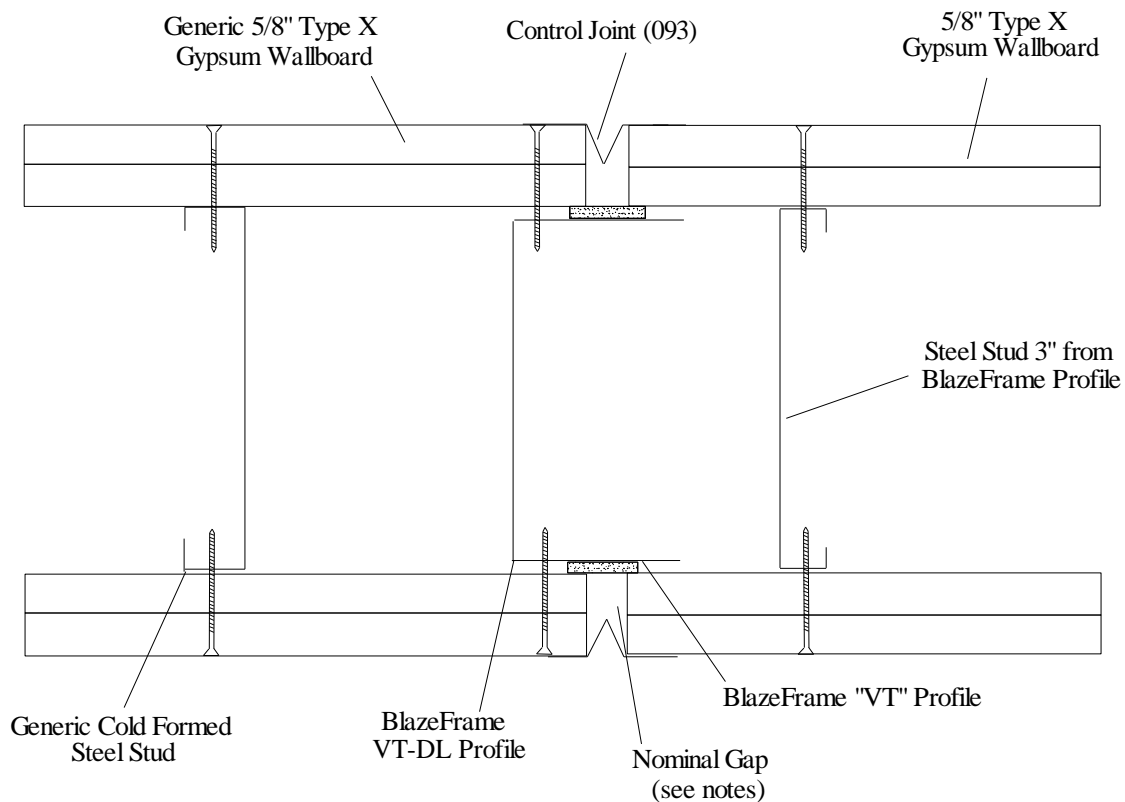 Generic 5/8" Type X
Gypsum Wallboard
Control Joint (093)
5/8" Type X
Gypsum Wallboard
Steel Stud 3" from
BlazeFrame Profile
Generic Cold Formed
Steel Stud
BlazeFrame
VT-DL Profile
BlazeFrame "VT" Profile
Nominal Gap
(see notes)